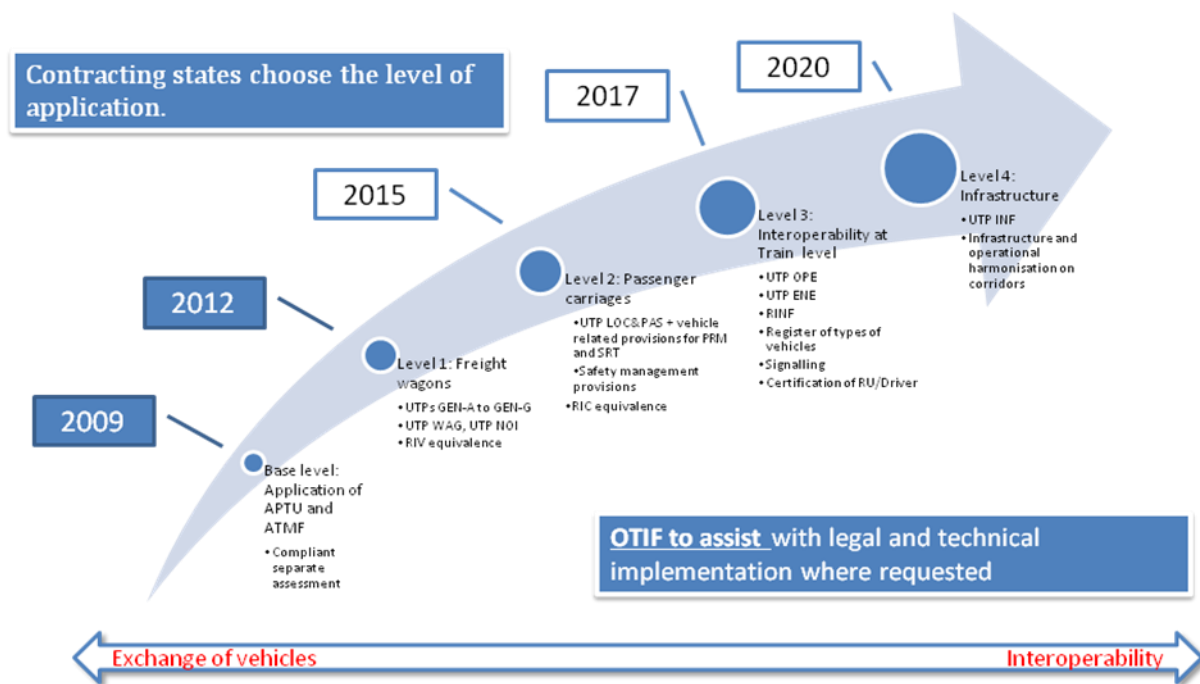 Contracting states choose the level of
application.
2009
2012
2015
2017
2020
Base level:
Application of
APTU and
ATMF
• Compliant
separate
assessment
Level 1: Freight
wagons
• UTPs GEN-A to GEN-G
• UTP WAG, UTP NOI
• RIV equivalence
Level 2: Passenger
carriages
• UTP LOC&PAS + vehicle
related provisions for PRM
and SRT
• Safety management
provisions
• RIC equivalence
Level 3:
Interoperability at
Train level
• UTP OPE
• UTP ENE
• RINF
• Register of types of
vehicles
• Signalling
• Certification of RU/Driver
Level 4:
Infrastructure
• UTP INF
• Infrastructure and
operational
harmonisation on
corridors
OTIF to assist with legal and technical
implementation where requested
Exchange of vehicles
Interoperability